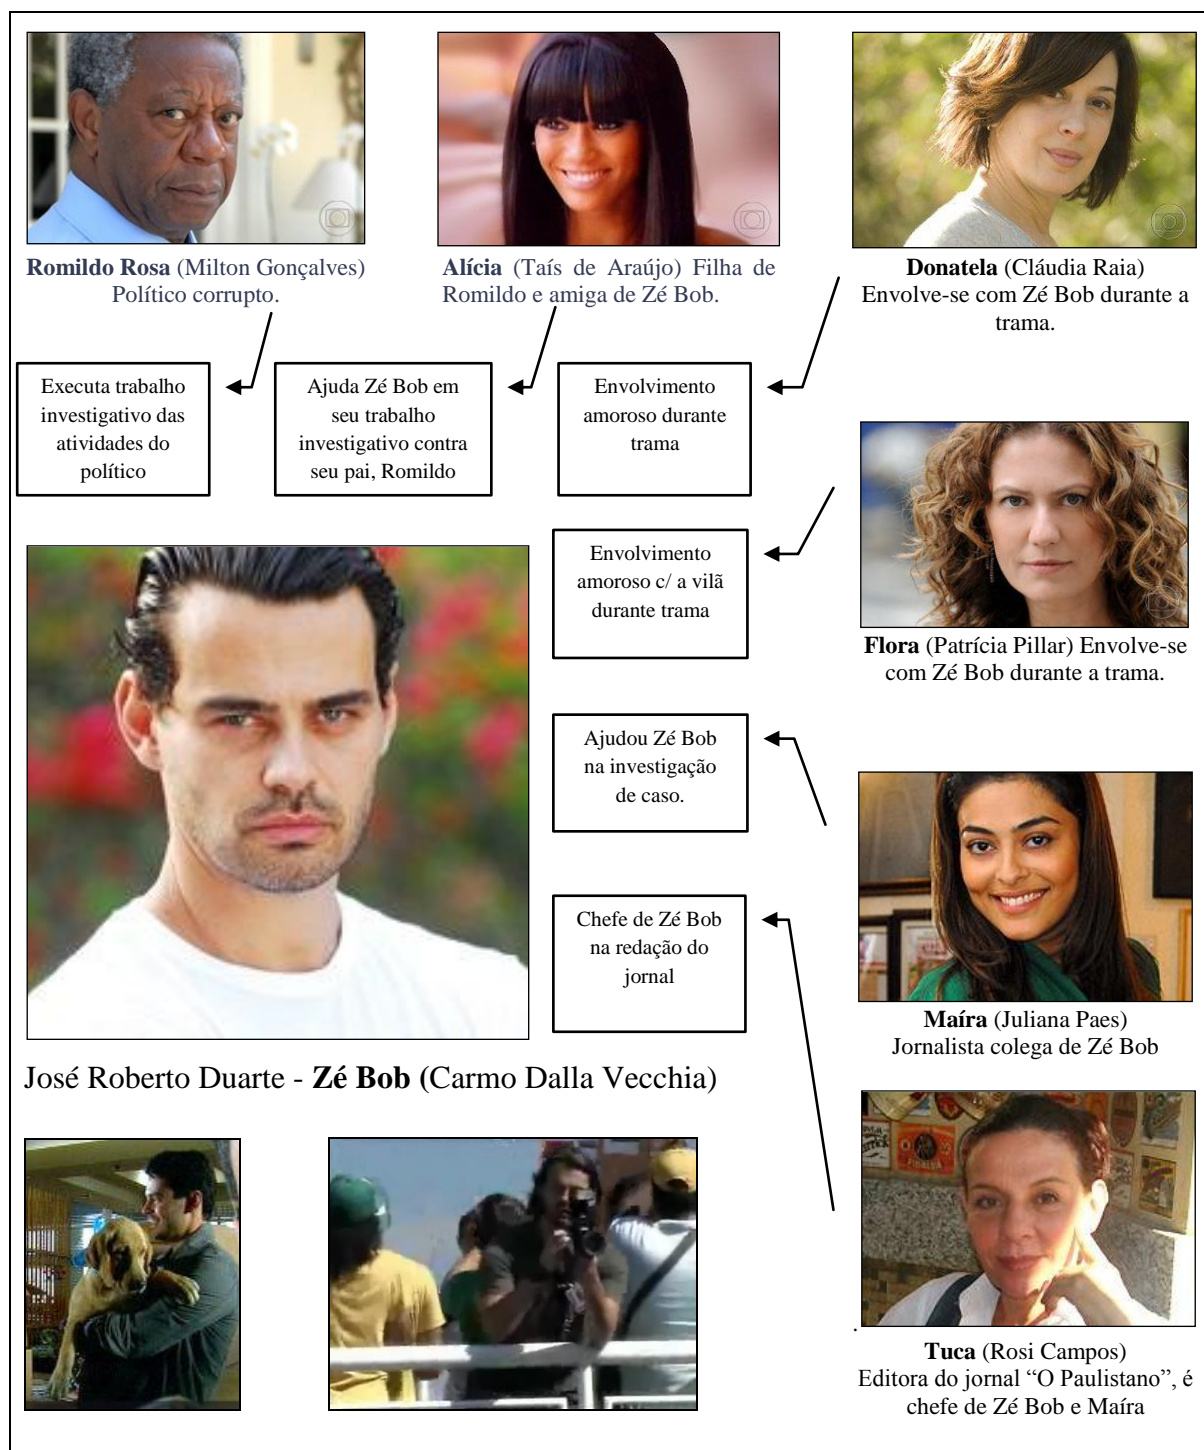 Romildo Rosa (Milton Gonçalves)
Político corrupto.
Alícia (Taís de Araújo) Filha de
Romildo e amiga de Zé Bob.
Donatela (Cláudia Raia)
Envolve-se com Zé Bob durante a
trama.
Executa trabalho
investigativo das
atividades do
político
Ajuda Zé Bob em
seu trabalho
investigativo contra
seu pai, Romildo
Envolvimento
amoroso durante
trama
Envolvimento
amoroso c/ a vilã
durante trama
Flora (Patrícia Pillar) Envolve-se
com Zé Bob durante a trama.
Ajudou Zé Bob
na investigação
de caso.
Chefe de Zé Bob
na redação do
jornal
Maíra (Juliana Paes)
Jornalista colega de Zé Bob
José Roberto Duarte - Zé Bob (Carmo Dalla Vecchia)
.
Tuca (Rosi Campos)
Editora do jornal “O Paulistano”, é
chefe de Zé Bob e Maíra